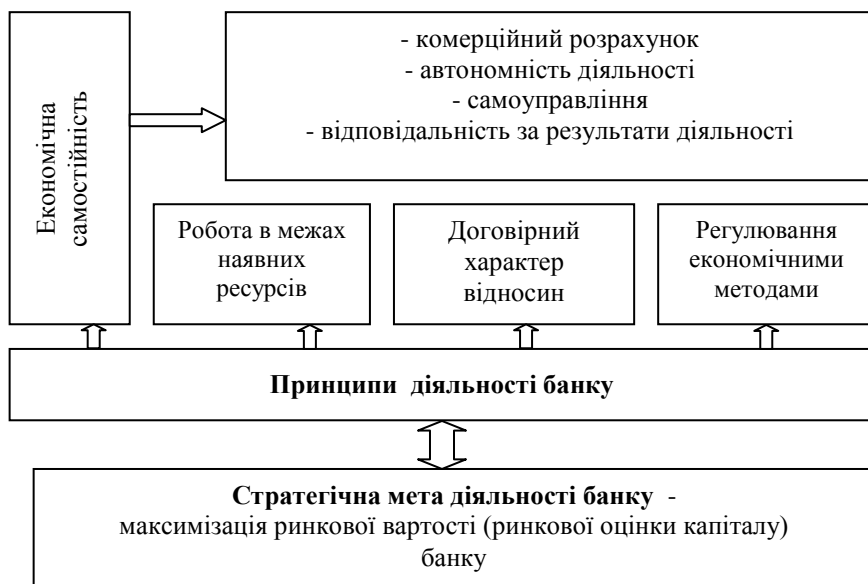 Економічна
самостійність
- комерційний розрахунок
- автономність діяльності
- самоуправління
- відповідальність за результати діяльності
Робота в межах
наявних
ресурсів
Договірний
характер
відносин
Регулювання
економічними
методами
Принципи діяльності банку
Стратегічна мета діяльності банку -
максимізація ринкової вартості (ринкової оцінки капіталу)
банку